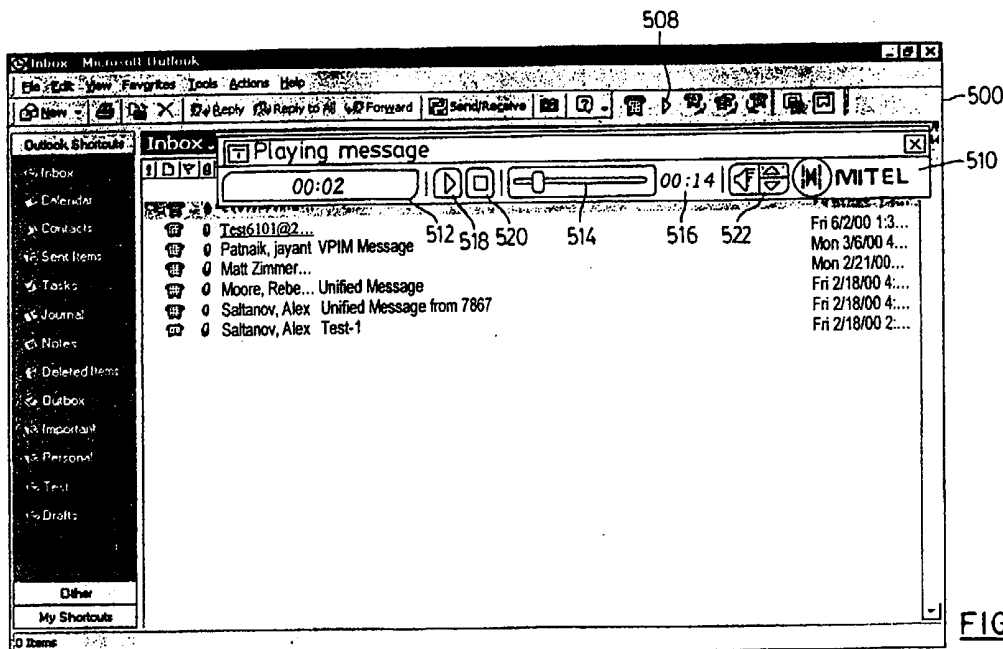 508
Inbox - Microsoft Outlook
File Edit View Favorites Tools Actions Help
New Reply Reply to All Forward Send/Receive
500
Outlook Shortcuts
Inbox
Playing message
00:02
00:14
MITEL
510
512
518
520
514
516
522
Inbox
Calendar
Contacts
Sent Items
Tasks
Journal
Notes
Deleted Items
Outbox
Important
Personal
Test
Drafts
Test6101@2... Fri 6/2/00 1:3...
Patnaik, jayant VPIM Message Mon 3/6/00 4...
Matt Zimmer... Mon 2/21/00...
Moore, Rebe... Unified Message Fri 2/18/00 4:...
Saltanov, Alex Unified Message from 7867 Fri 2/18/00 4:...
Saltanov, Alex Test-1 Fri 2/18/00 2:...
Other
My Shortcuts
0 Items
FIG